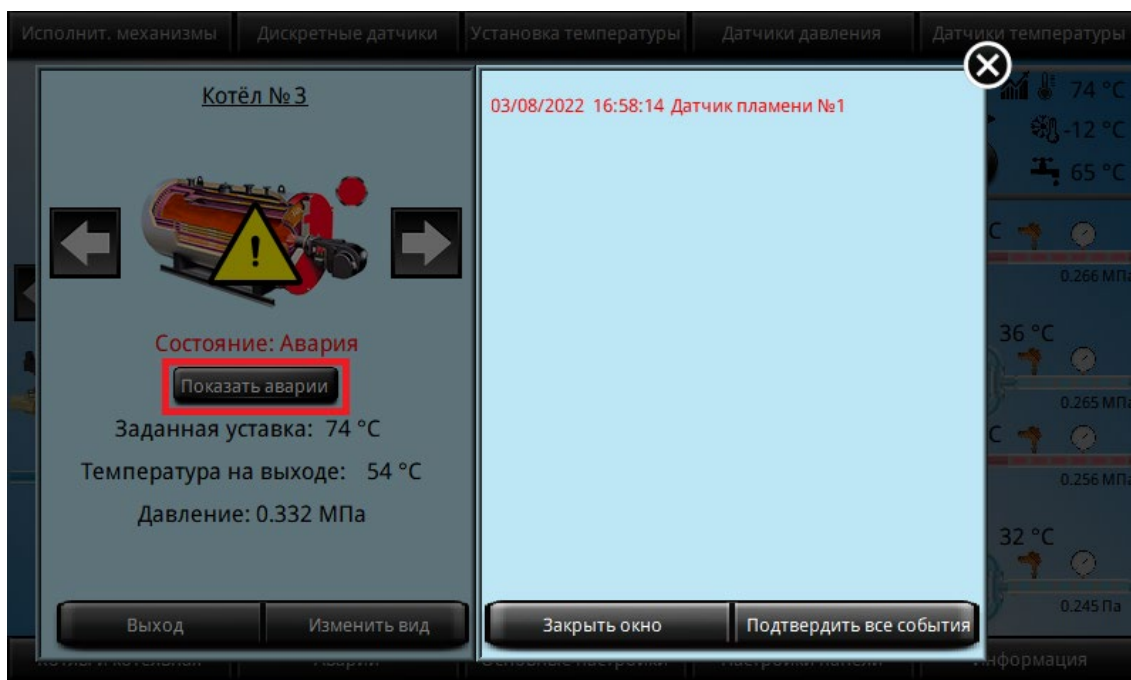 Исполнит. механизмы
Дискретные датчики
Установка температуры
Датчики давления
Датчики температуры
Котёл № 3
03/08/2022 16:58:14 Датчик пламени №1
74 °C
-12 °C
65 °C
0.266 МПа
Состояние: Авария
36 °C
Показать аварии
0.265 МПа
Заданная уставка: 74 °C
Температура на выходе: 54 °C
0.256 МПа
Давление: 0.332 МПа
32 °C
0.245 Па
Выход
Изменить вид
Закрыть окно
Подтвердить все события